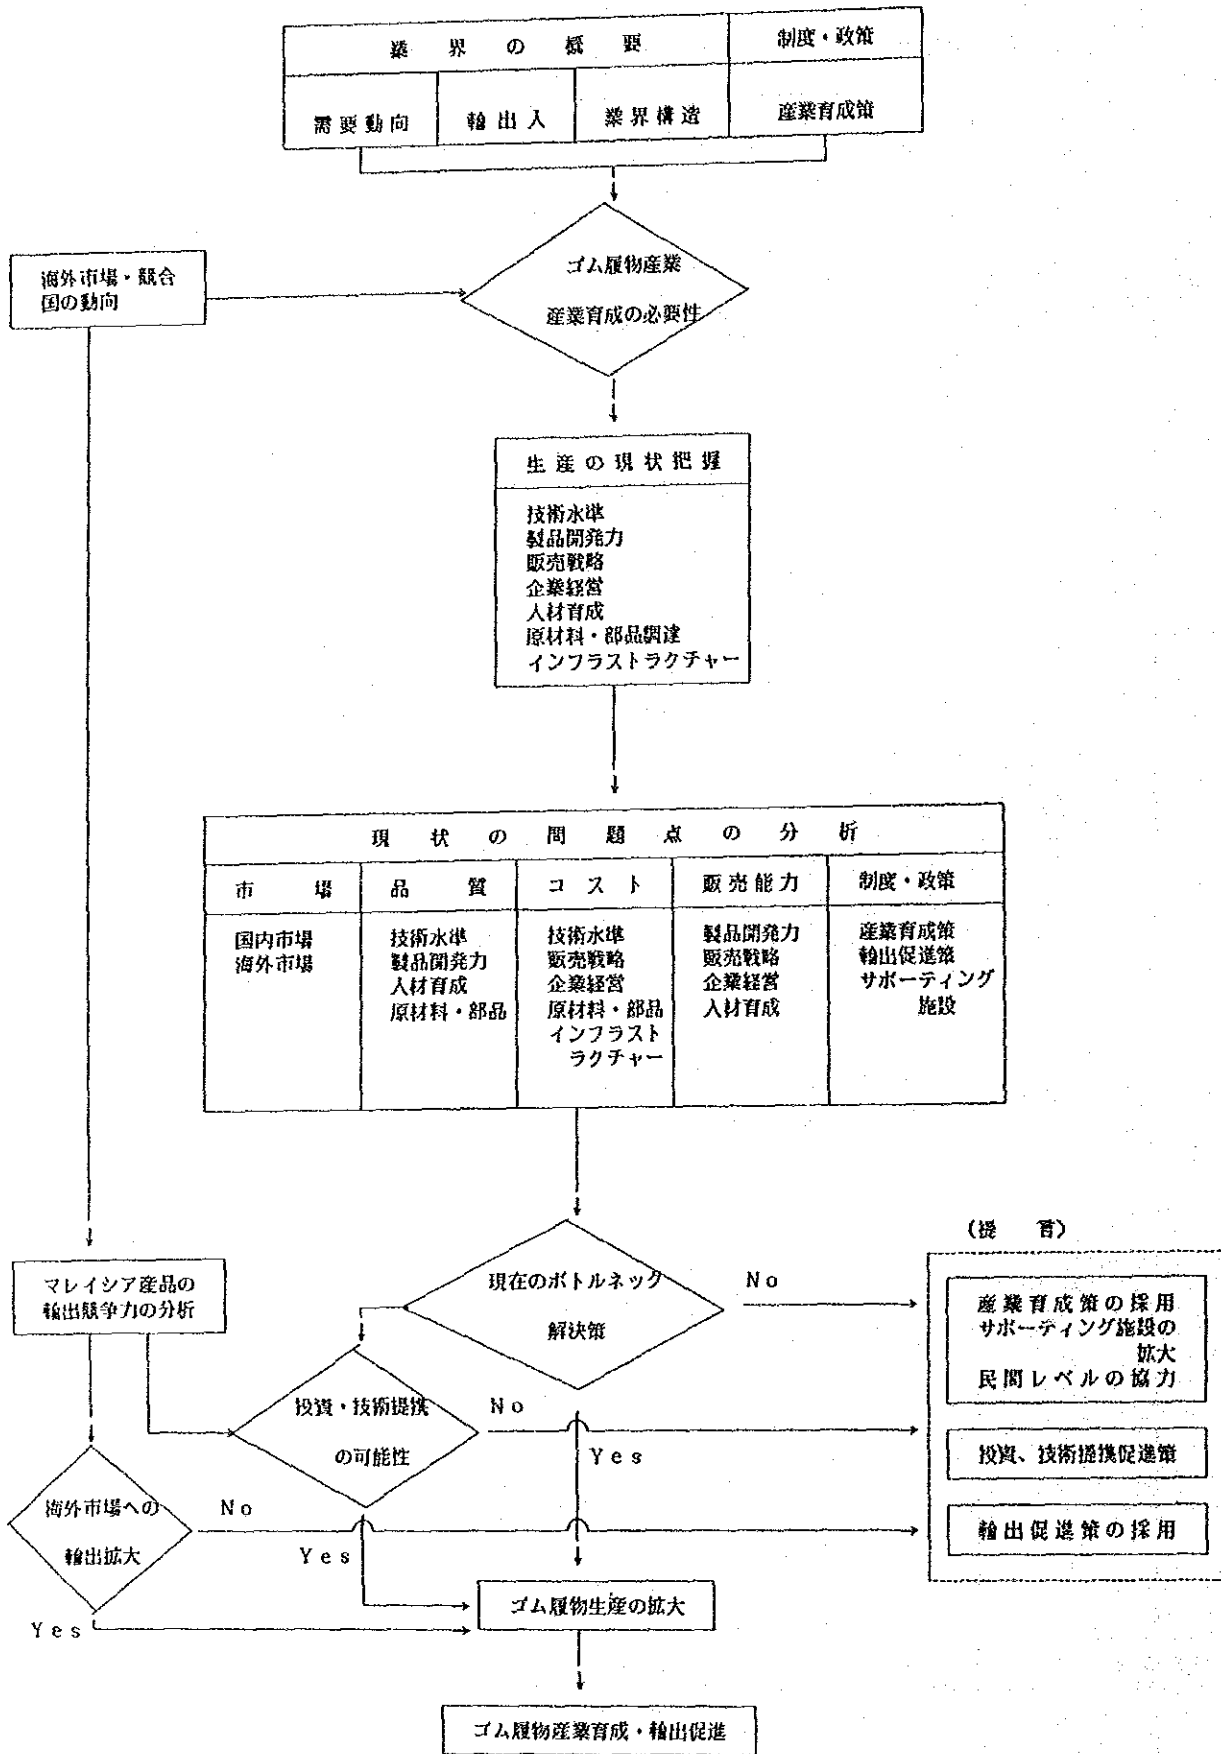 業界の概要
制度・政策
需要動向
輸出入
業界構造
産業育成策
海外市場・競合
国の動向
ゴム履物産業
産業育成の必要性
生産の現状把握
技術水準
製品開発力
販売戦略
企業経営
人材育成
原材料・部品調達
インフラストラクチャー
現状の問題点の分析
市場
品質
コスト
販売能力
制度・政策
国内市場
海外市場
技術水準
製品開発力
人材育成
原材料・部品
技術水準
販売戦略
企業経営
原材料・部品
インフラスト
ラクチャー
製品開発力
販売戦略
企業経営
人材育成
産業育成策
輸出促進策
サポーティング
施設
マレイシア産品の
輸出競争力の分析
現在のボトルネック
解決策
No
Yes
投資・技術提携
の可能性
No
Yes
海外市場への
輸出拡大
No
Yes
(提言)
産業育成策の採用
サポーティング施設の
拡大
民間レベルの協力
投資、技術提携促進策
輸出促進策の採用
ゴム履物生産の拡大
ゴム履物産業育成・輸出促進